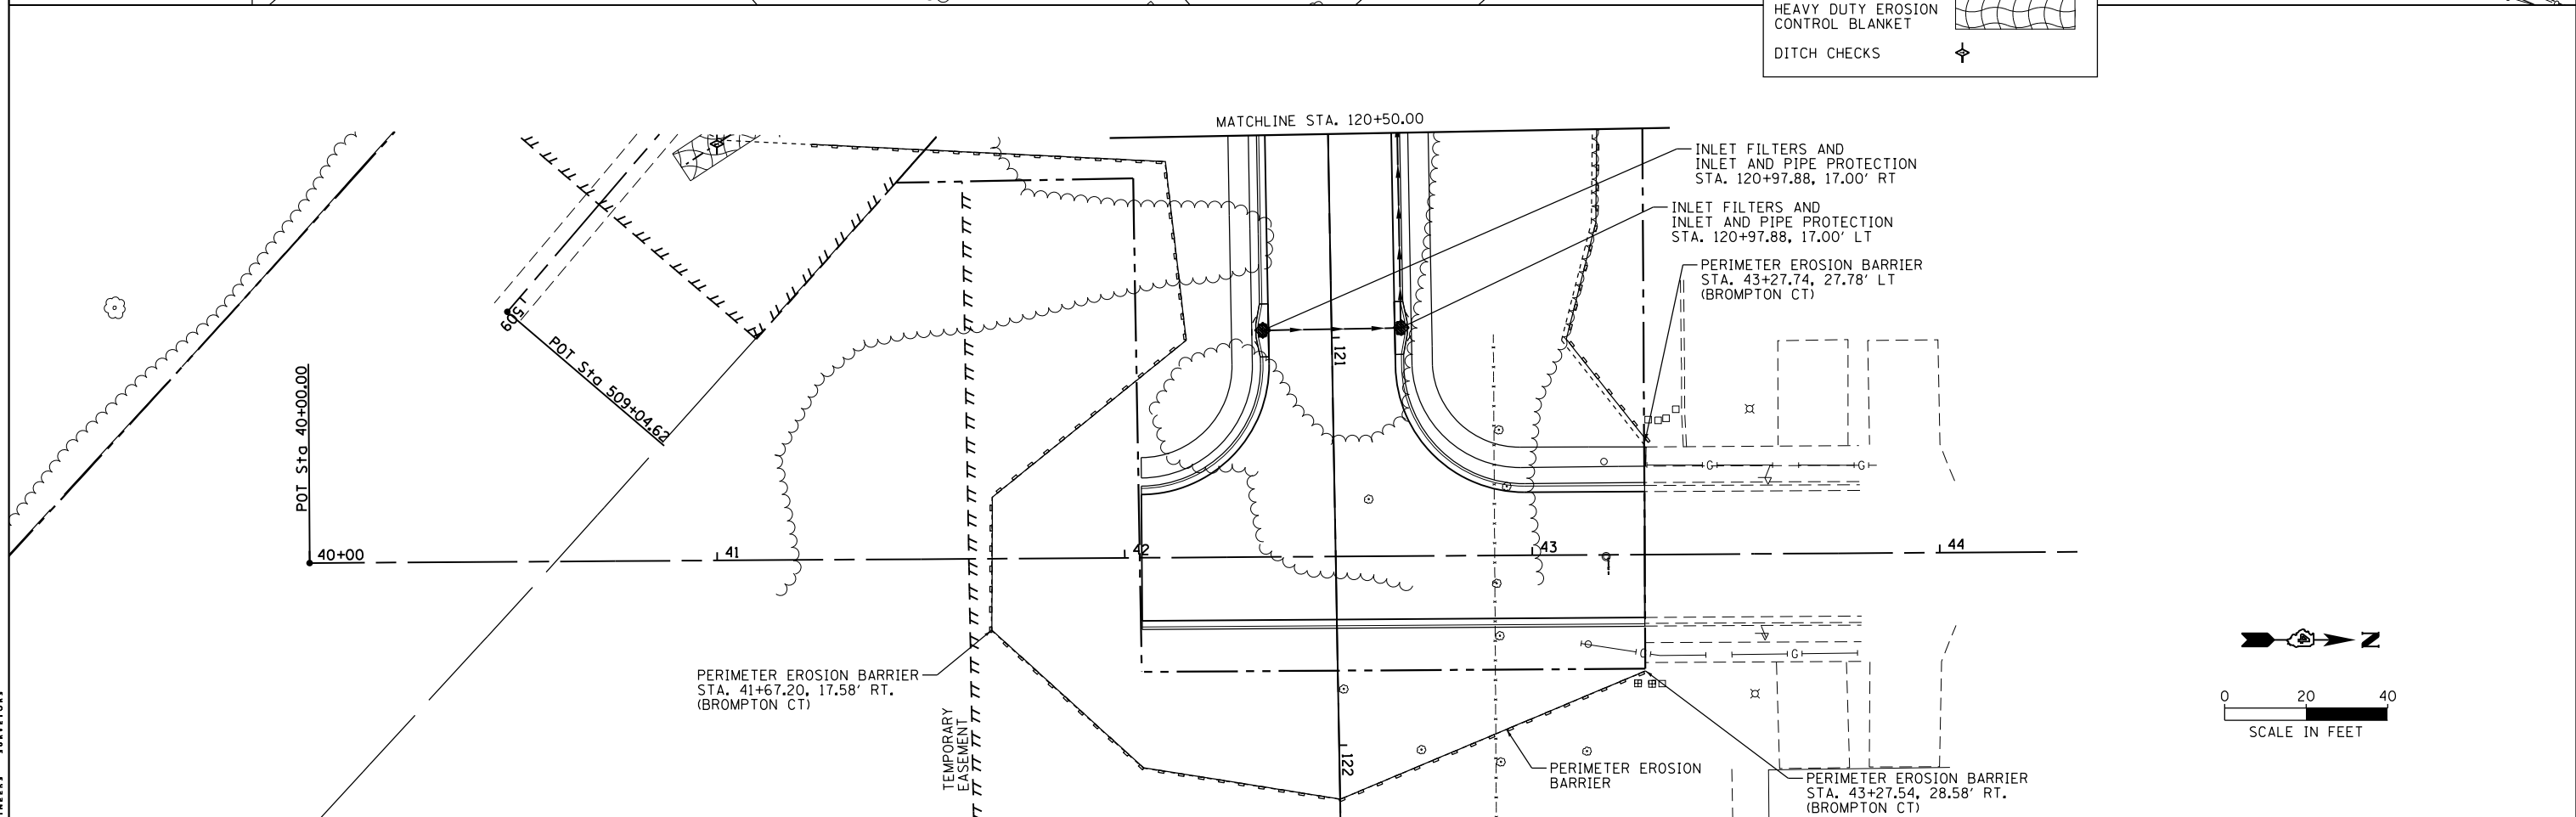 HEAVY DUTY EROSION
CONTROL BLANKET
DITCH CHECKS
MATCHLINE STA. 120+50.00
INLET FILTERS AND
INLET AND PIPE PROTECTION
STA. 120+97.88, 17.00' RT
INLET FILTERS AND
INLET AND PIPE PROTECTION
STA. 120+97.88, 17.00' LT
PERIMETER EROSION BARRIER
STA. 43+27.74, 27.78' LT
(BROMPTON CT)
509
POT Sta 509+04.62
POT Sta 40+00.00
121
G
G
40+00
41
42
43
44
G
G
N
0 20 40
SCALE IN FEET
PERIMETER EROSION BARRIER
STA. 41+67.20, 17.58' RT.
(BROMPTON CT)
TEMPORARY
EASEMENT
122
PERIMETER EROSION
BARRIER
PERIMETER EROSION BARRIER
STA. 43+27.54, 28.58' RT.
(BROMPTON CT)